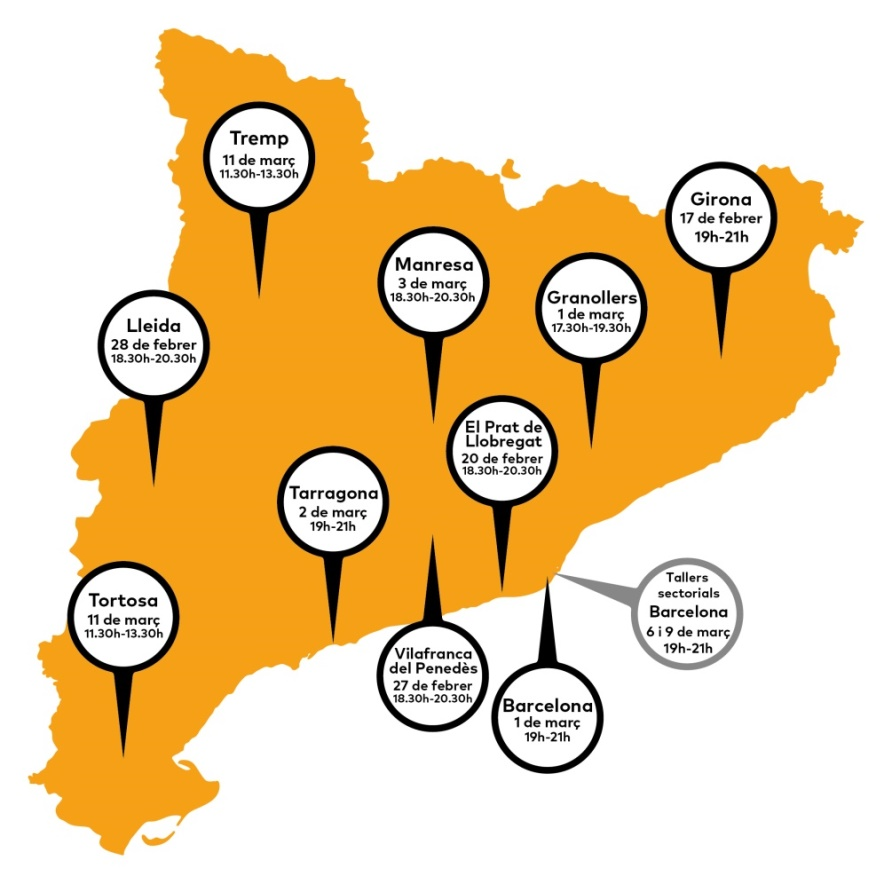 Tremp
11 de març
11.30h-13.30h
Girona
17 de febrer
19h-21h
Manresa
3 de març
18.30h-20.30h
Granollers
1 de març
17.30h-19.30h
Lleida
28 de febrer
18.30h-20.30h
El Prat de
Llobregat
20 de febrer
18.30h-20.30h
Tarragona
2 de març
19h-21h
Tallers
sectorials
Barcelona
6 i 9 de març
19h-21h
Tortosa
11 de març
11.30h-13.30h
Vilafranca
del Penedès
27 de febrer
18.30h-20.30h
Barcelona
1 de març
19h-21h